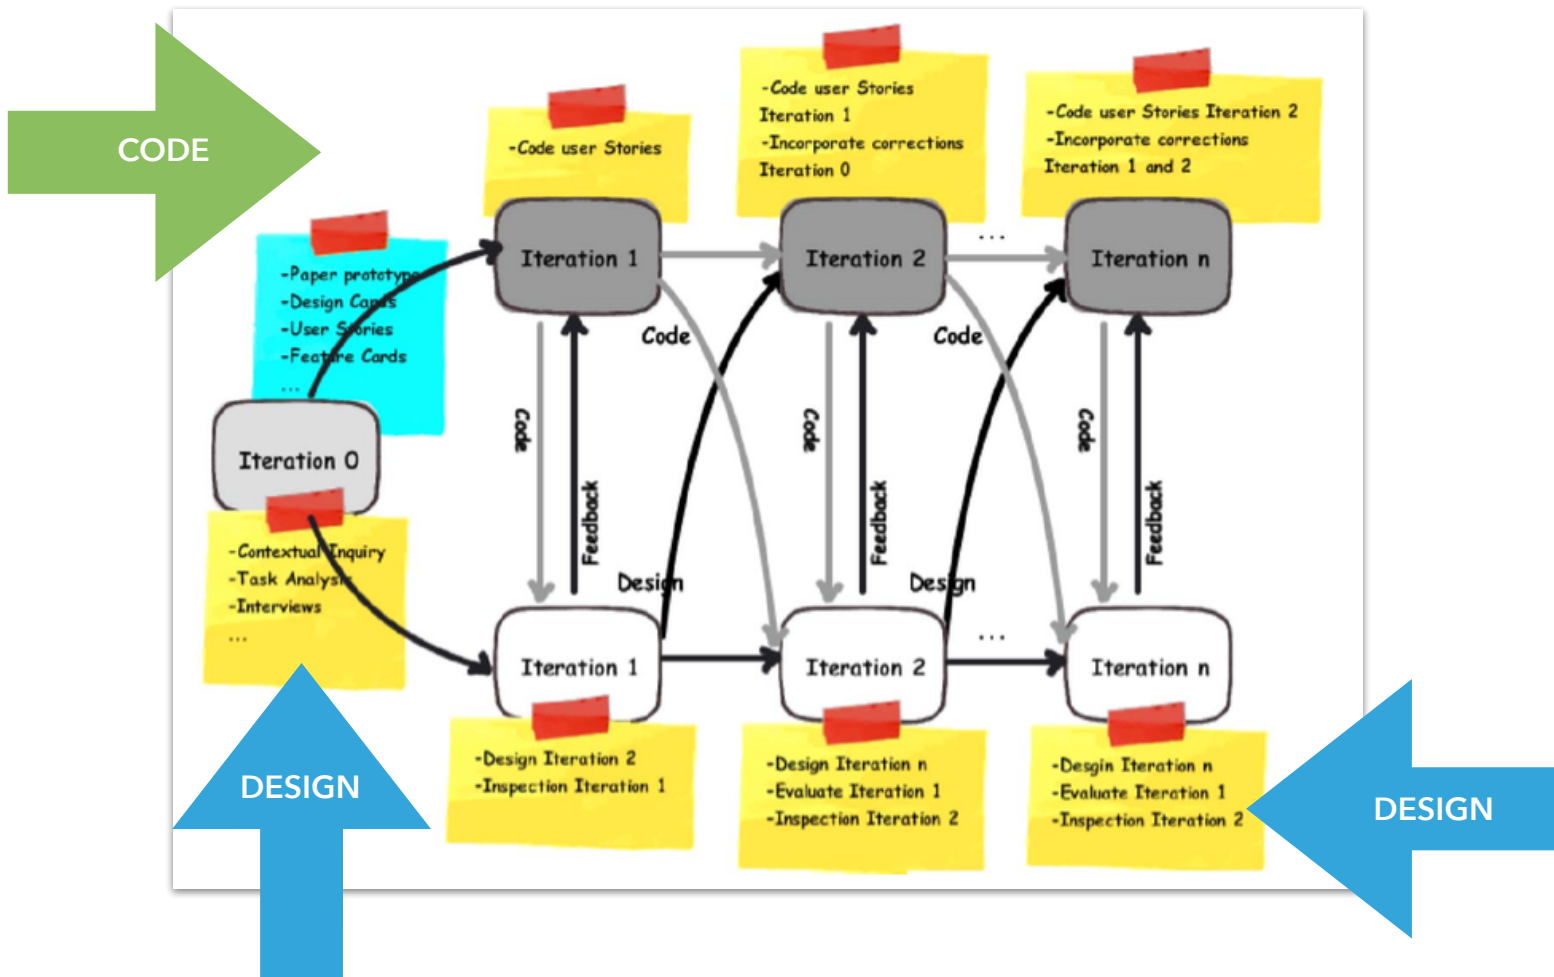 CODE
-Code user Stories
-Code user Stories
Iteration 1
-Incorporate corrections
Iteration 0
-Code user Stories Iteration 2
-Incorporate corrections
Iteration 1 and 2
-Paper prototype
-Design Cards
-User Stories
-Feature Cards
...
Iteration 1
Iteration 2
...
Iteration n
Code
Code
Code
Feedback
Code
Feedback
Code
Feedback
Iteration 0
-Contextual Inquiry
-Task Analysis
-Interviews
...
Design
Design
Iteration 1
Iteration 2
...
Iteration n
-Design Iteration 2
-Inspection Iteration 1
-Design Iteration n
-Evaluate Iteration 1
-Inspection Iteration 2
-Desgin Iteration n
-Evaluate Iteration 1
-Inspection Iteration 2
DESIGN
DESIGN